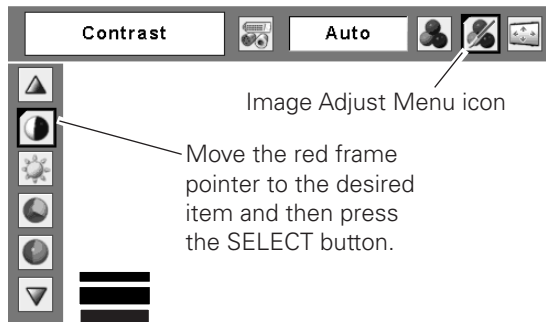 Contrast
Auto
Image Adjust Menu icon
Move the red frame
pointer to the desired
item and then press
the SELECT button.